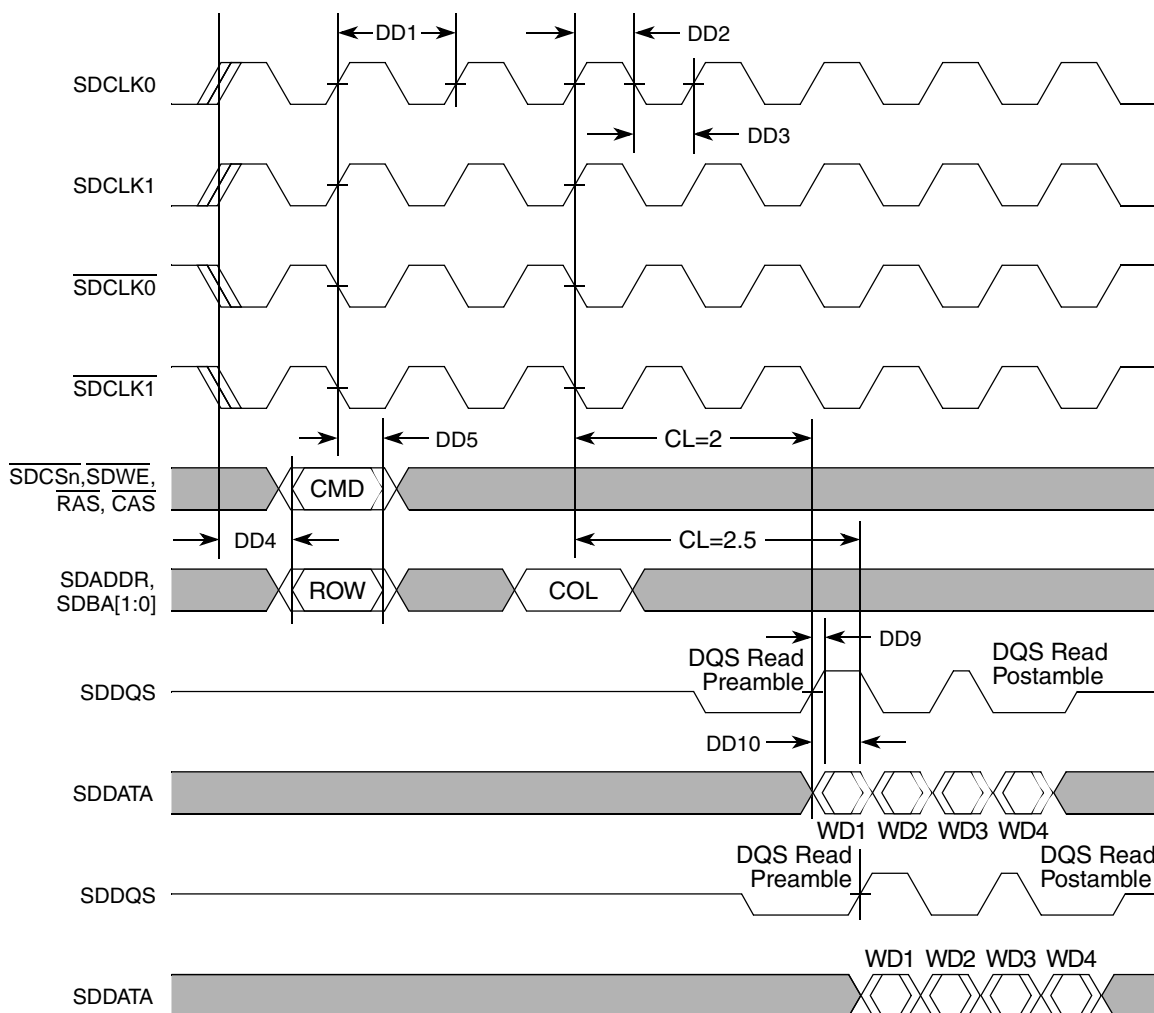 DD1
DD2
SDCLK0
DD3
SDCLK1
SDCLK0
SDCLK1
DD5
CL=2
SDCSn,SDWE,
RAS, CAS
CMD
DD4
CL=2.5
SDADDR,
SDBA[1:0]
ROW
COL
DD9
DQS Read
Preamble
DQS Read
Postamble
SDDQS
DD10
SDDATA
WD1 WD2 WD3 WD4
DQS Read
Preamble
DQS Read
Postamble
SDDQS
WD1 WD2 WD3 WD4
SDDATA